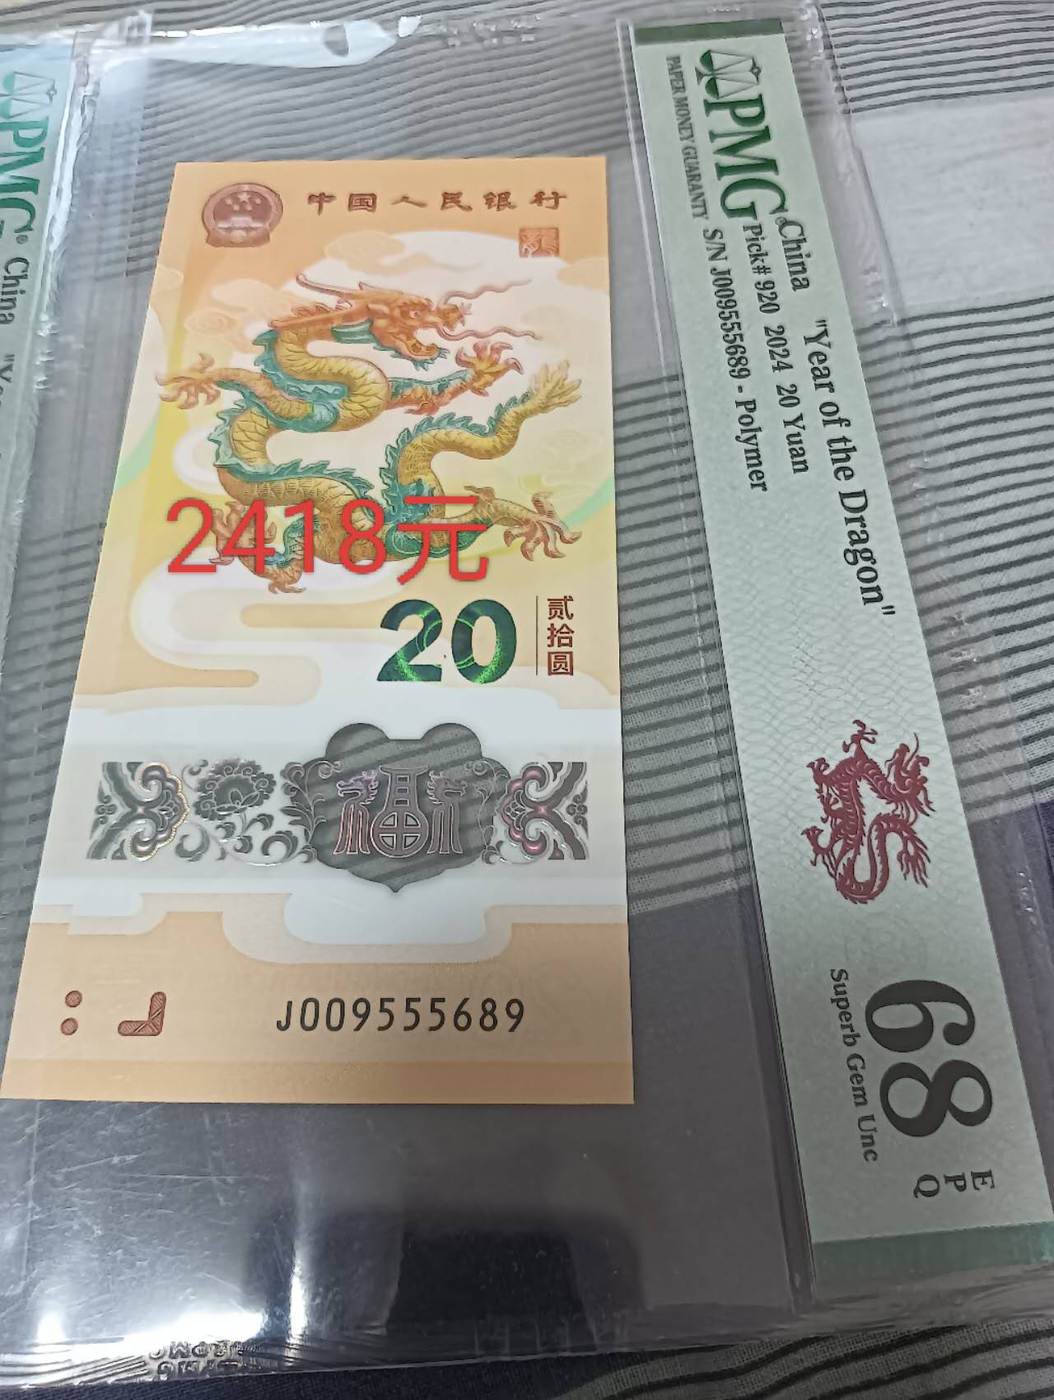 中国人民银行
2418元
20
贰拾圆
福
J009555689
PMG
PAPER MONEY GUARANTY
China "Year of the Dragon"
Pick# 920 2024 20 Yuan
S/N J009555689 - Polymer
68
EPQ
Superb Gem Unc
PMG
China